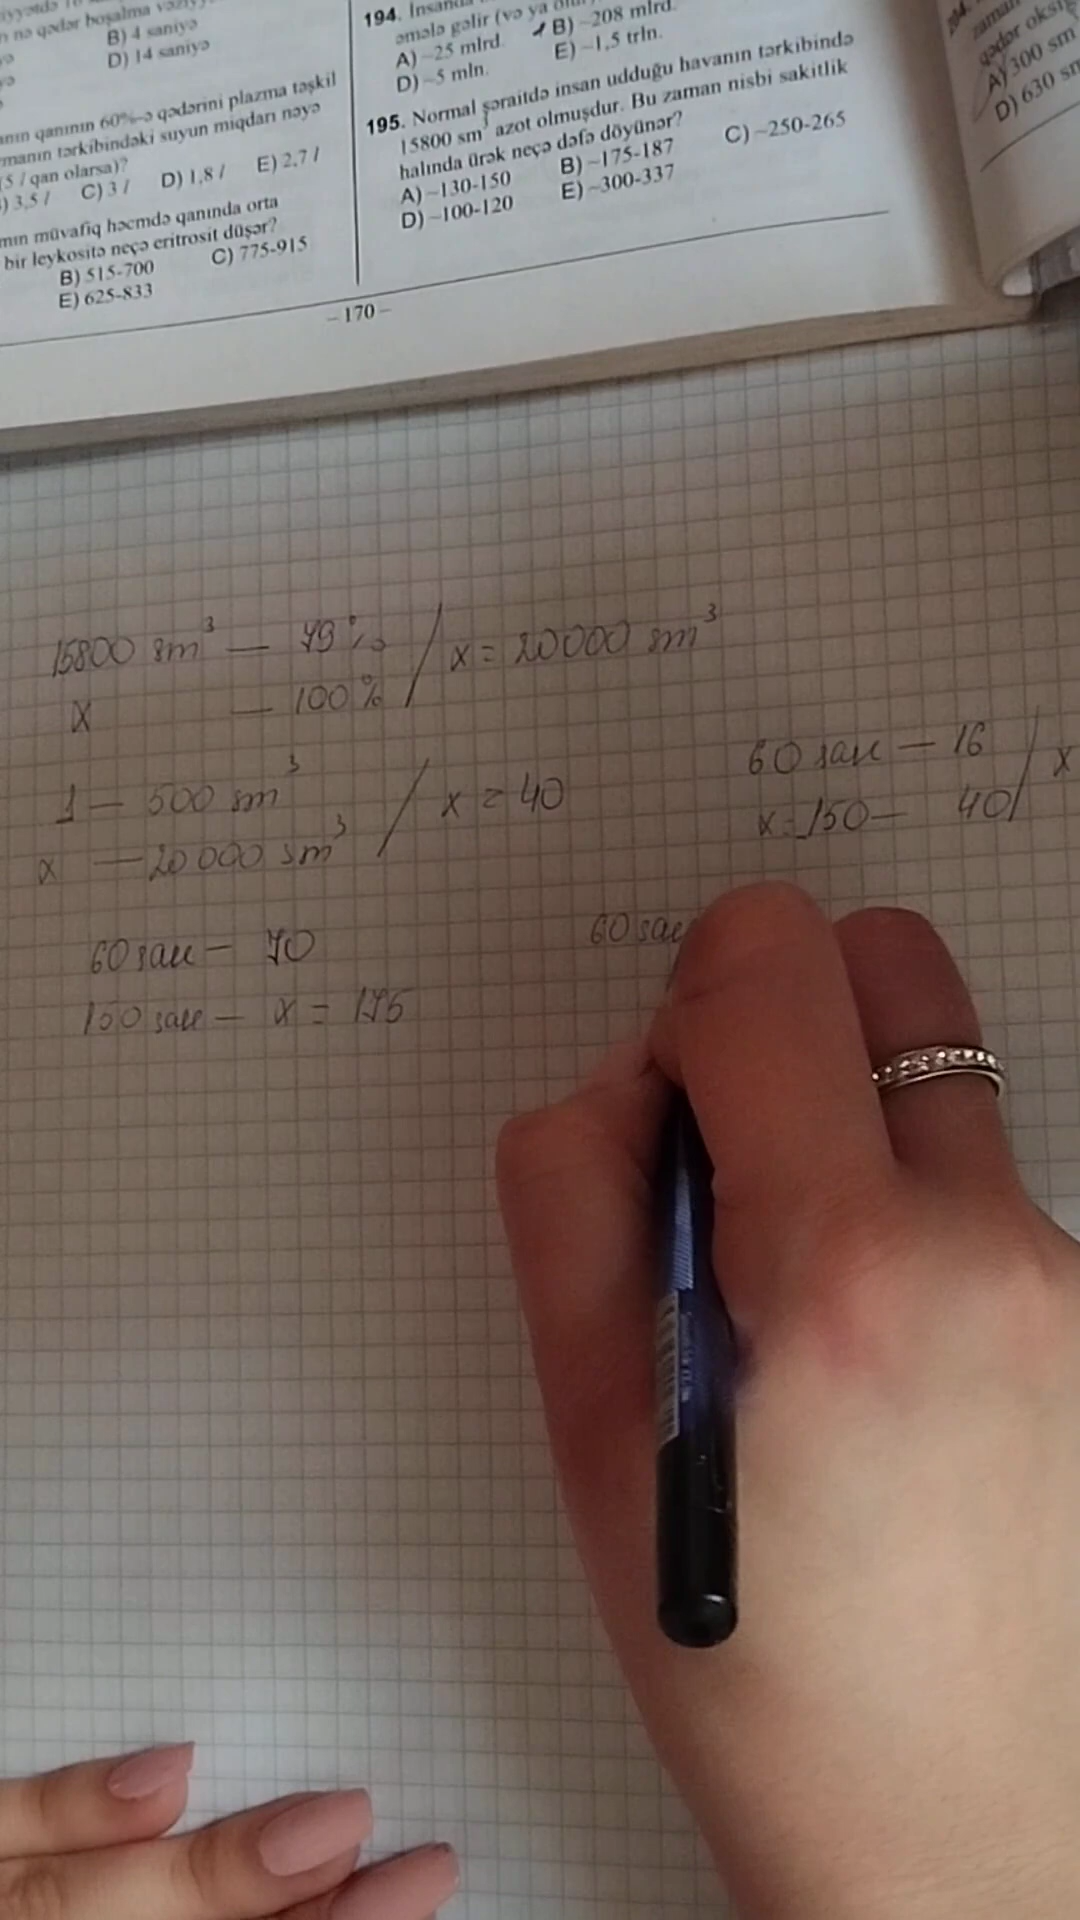 n nə qədər boşalma
B) 4 saniyə
D) 14 saniyə
qanının 60%-ə qədərini plazma təşkil
tərkibindəki suyun miqdarı nəyə
(5 l qan olarsa)?
3,5 l C) 3 l D) 1,8 l E) 2,7 l
müvafiq həcmdə qanında orta
bir leykositə neçə eritrosit düşər?
B) 515-700 C) 775-915
E) 625-833
194. İnsanda
əmələ gəlir (və ya
A) ~25 mlrd. B) ~208 mlrd.
D) ~5 mln. E) ~1,5 trln.
195. Normal şəraitdə insan udduğu havanın tərkibində
15800 sm³ azot olmuşdur. Bu zaman nisbi sakitlik
halında ürək neçə dəfə döyünər?
A) ~130-150 B) ~175-187 C) ~250-265
D) ~100-120 E) ~300-337
– 170 –
zaman
qədər
A) 300 sm
D) 630 sm
15800 sm³ — 79% / x = 20000 sm³
x — 100%
1 — 500 sm³ / x = 40
x — 20000 sm³
60 san — 16 / x
x = 150 — 40
60 san — 70
150 san — x = 175
60 san